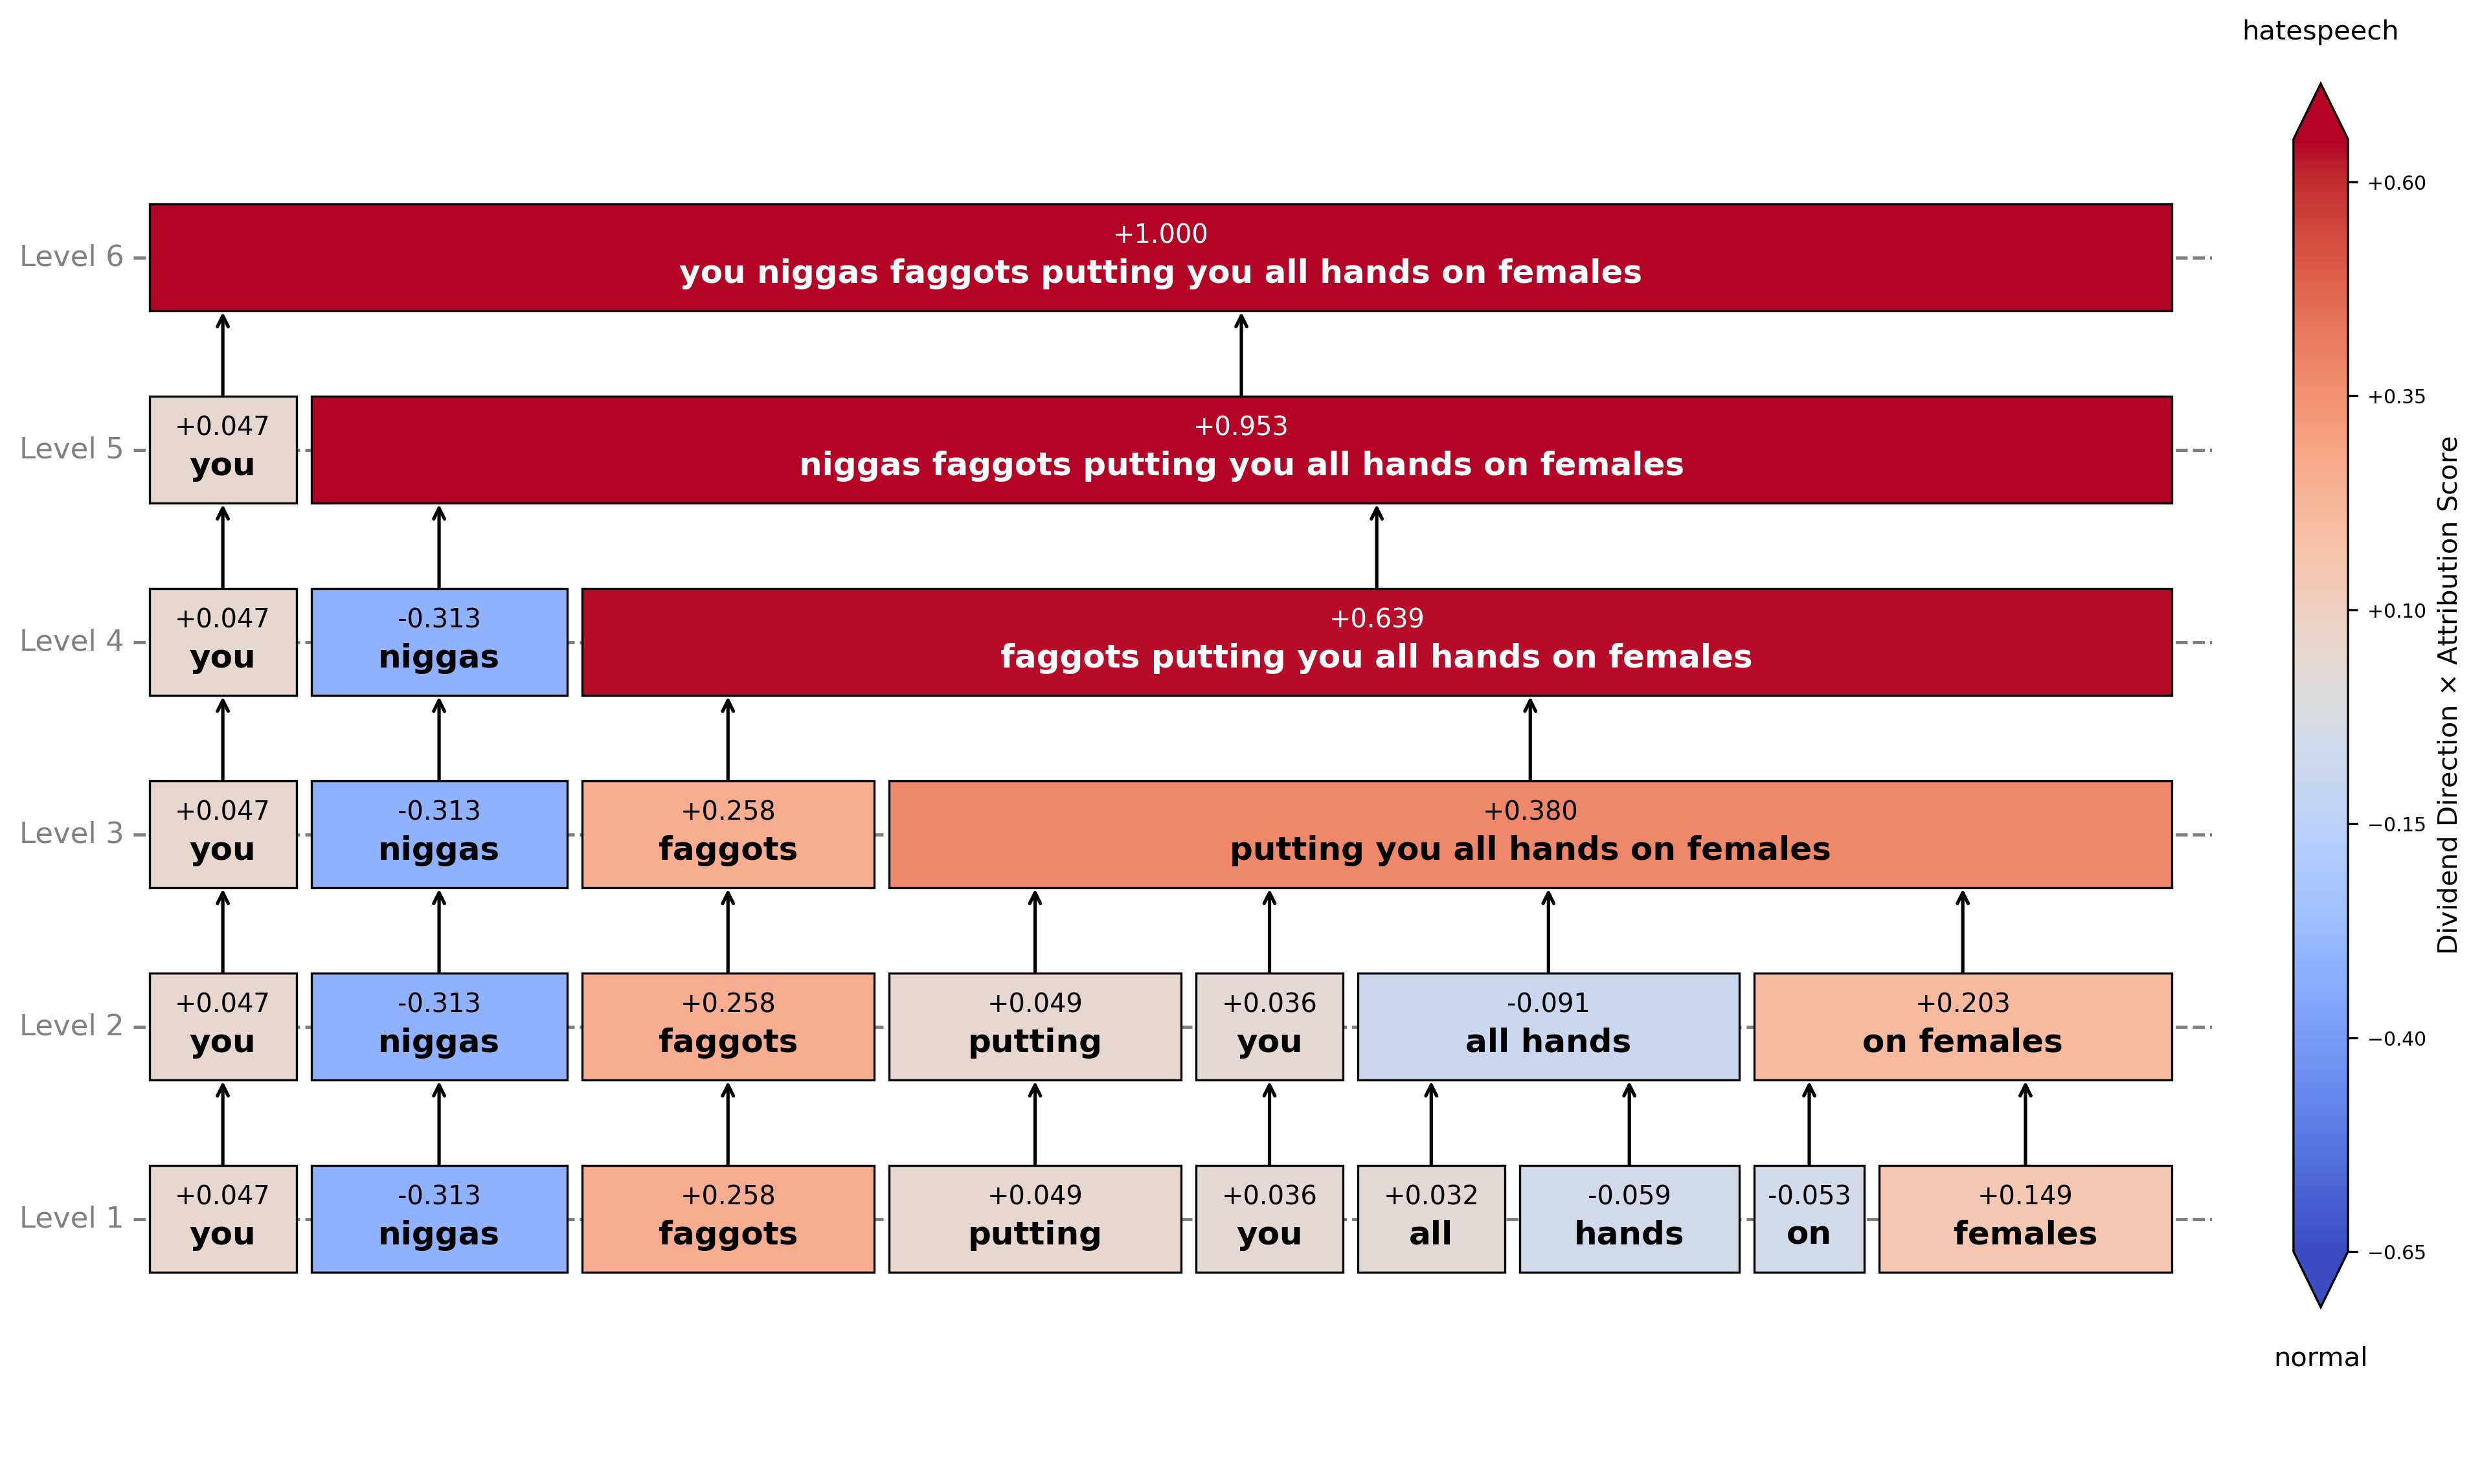 hatespeech
Level 6
+1.000
you niggas faggots putting you all hands on females
Level 5
+0.047
you
+0.953
niggas faggots putting you all hands on females
Level 4
+0.047
you
-0.313
niggas
+0.639
faggots putting you all hands on females
Level 3
+0.047
you
-0.313
niggas
+0.258
faggots
+0.380
putting you all hands on females
Level 2
+0.047
you
-0.313
niggas
+0.258
faggots
+0.049
putting
+0.036
you
-0.091
all hands
+0.203
on females
Level 1
+0.047
you
-0.313
niggas
+0.258
faggots
+0.049
putting
+0.036
you
+0.032
all
-0.059
hands
-0.053
on
+0.149
females
+0.60
+0.35
+0.10
−0.15
−0.40
−0.65
Dividend Direction × Attribution Score
normal